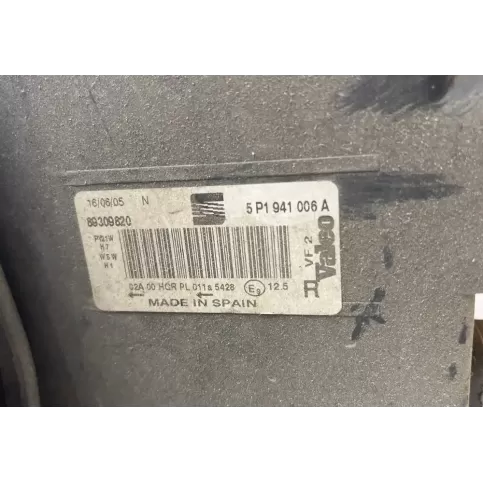 16/06/05 N
89309820
5P1 941 006 A
PY21W
H7
W5W
H1
VF 2
Valeo
02A 00 HCR PL 011a 5428 E9 12.5
MADE IN SPAIN